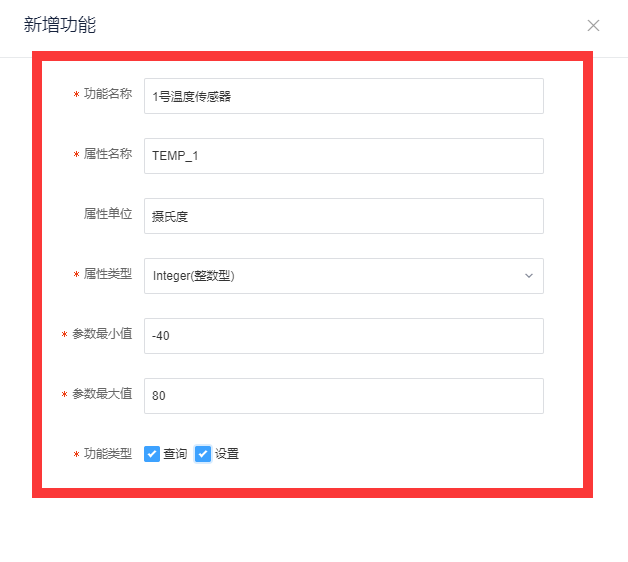 新增功能
* 功能名称 1号温度传感器
* 属性名称 TEMP_1
属性单位 摄氏度
* 属性类型 Integer(整数型)
* 参数最小值 -40
* 参数最大值 80
* 功能类型 查询 设置